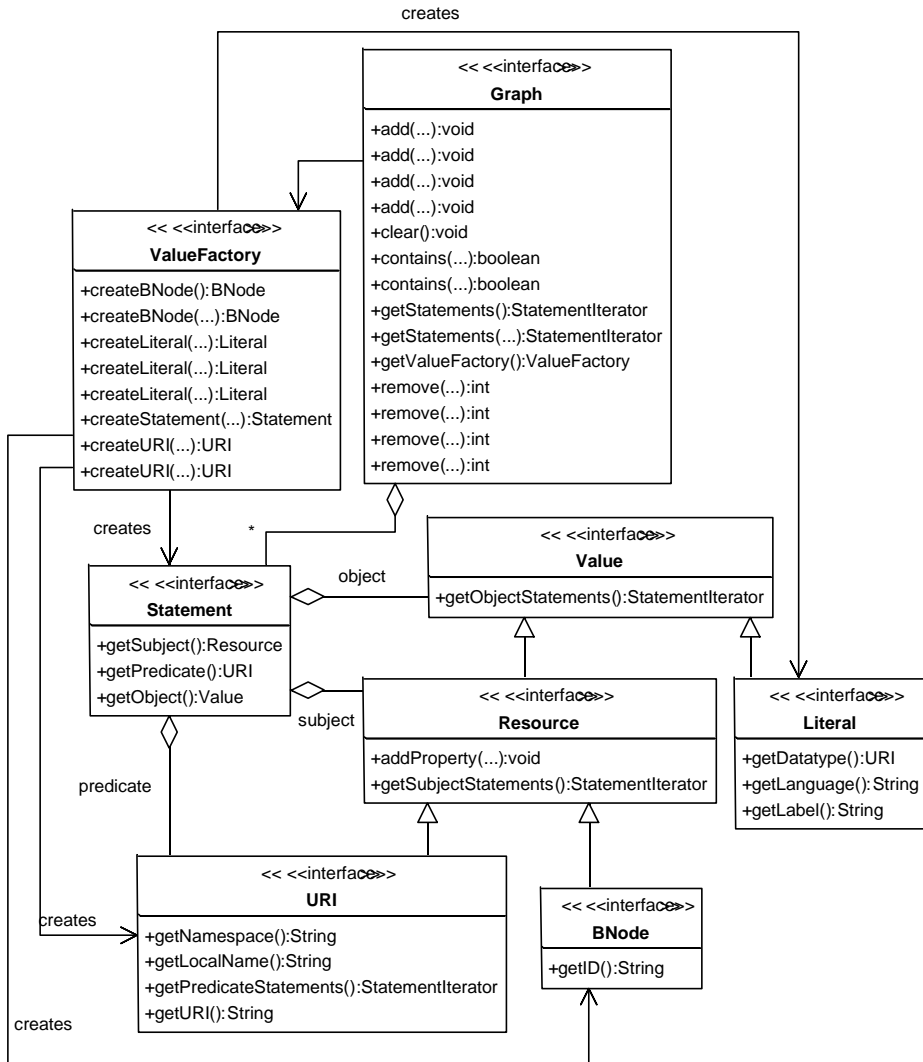 creates
<< <<interface>>
Graph
+add(...):void
+add(...):void
+add(...):void
+add(...):void
+clear():void
+contains(...):boolean
+contains(...):boolean
+getStatements():StatementIterator
+getStatements(...):StatementIterator
+getValueFactory():ValueFactory
+remove(...):int
+remove(...):int
+remove(...):int
+remove(...):int
<< <<interface>>
ValueFactory
+createBNode():BNode
+createBNode(...):BNode
+createLiteral(...):Literal
+createLiteral(...):Literal
+createLiteral(...):Literal
+createStatement(...):Statement
+createURI(...):URI
+createURI(...):URI
creates
*
<< <<interface>>
Value
+getObjectStatements():StatementIterator
<< <<interface>>
Statement
+getSubject():Resource
+getPredicate():URI
+getObject():Value
object
subject
predicate
<< <<interface>>
Resource
+addProperty(...):void
+getSubjectStatements():StatementIterator
<< <<interface>>
Literal
+getDatatype():URI
+getLanguage():String
+getLabel():String
<< <<interface>>
URI
+getNamespace():String
+getLocalName():String
+getPredicateStatements():StatementIterator
+getURI():String
<< <<interface>>
BNode
+getID():String
creates
creates